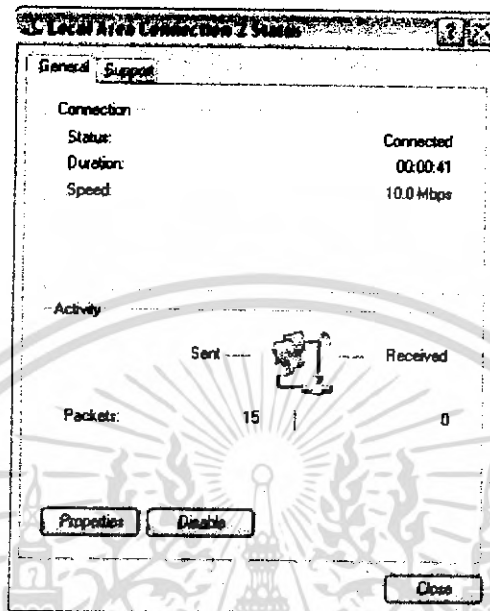 Local Area Connection 2 Status
General Support
Connection
Status: Connected
Duration: 00:00:41
Speed: 10.0 Mbps
Activity
Sent Received
Packets: 15 0
Properties Disable
Close